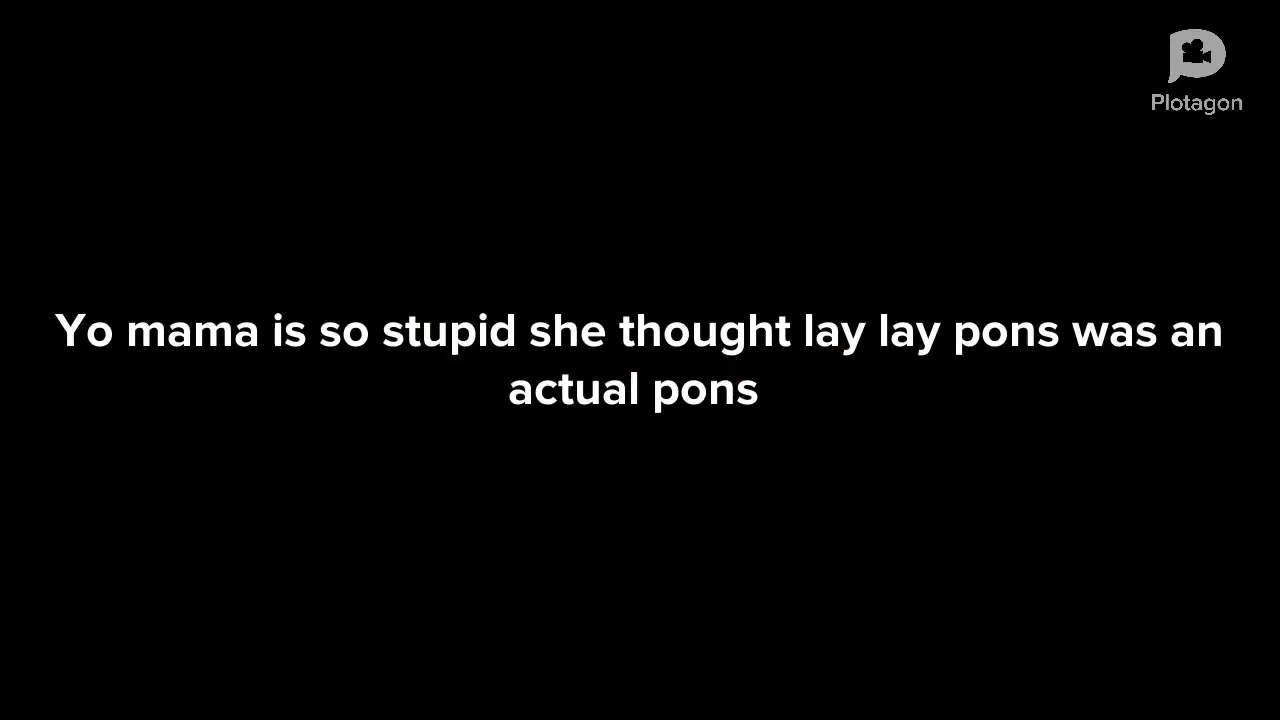 Plotagon
Yo mama is so stupid she thought lay lay pons was an
actual pons